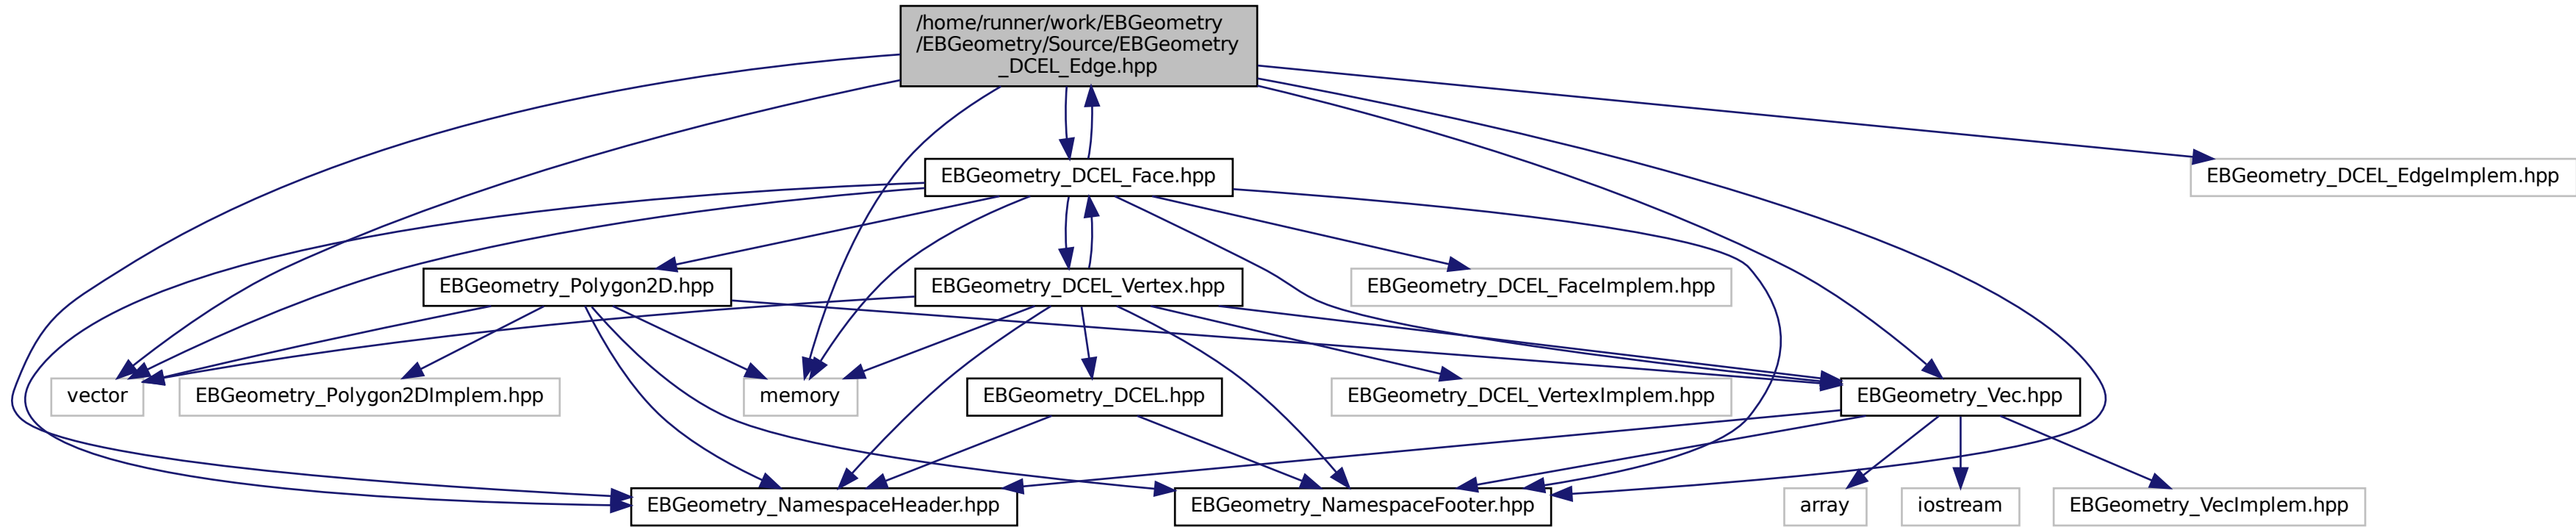 /home/runner/work/EBGeometry
/EBGeometry/Source/EBGeometry
_DCEL_Edge.hpp
EBGeometry_DCEL_Face.hpp
EBGeometry_DCEL_EdgeImplem.hpp
EBGeometry_Polygon2D.hpp
EBGeometry_DCEL_Vertex.hpp
EBGeometry_DCEL_FaceImplem.hpp
vector
EBGeometry_Polygon2DImplem.hpp
memory
EBGeometry_DCEL.hpp
EBGeometry_DCEL_VertexImplem.hpp
EBGeometry_Vec.hpp
EBGeometry_NamespaceHeader.hpp
EBGeometry_NamespaceFooter.hpp
array
iostream
EBGeometry_VecImplem.hpp